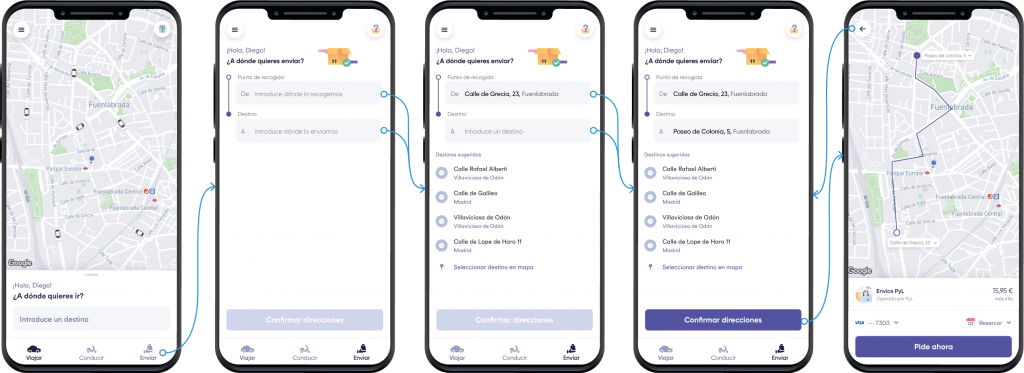 Fuenlabrada
Parque Europa
Fuenlabrada Central
Fuenlabrada Central
Google
¡Hola, Diego!
¿A dónde quieres ir?
Introduce un destino
Viajar
Conducir
Enviar
¡Hola, Diego!
¿A dónde quieres enviar?
Punto de recogida
De Introduce dónde lo recogemos
Destino
A Introduce dónde lo enviamos
Confirmar direcciones
Viajar
Conducir
Enviar
¡Hola, Diego!
¿A dónde quieres enviar?
Punto de recogida
De Calle de Grecia, 23, Fuenlabrada
Destino
A Introduce un destino
Destinos sugeridos
Calle Rafael Alberti
Villaviciosa de Odón
Calle de Galileo
Madrid
Villaviciosa de Odón
Villaviciosa de Odón
Calle de Lope de Haro 11
Madrid
Seleccionar destino en mapa
Confirmar direcciones
Viajar
Conducir
Enviar
¡Hola, Diego!
¿A dónde quieres enviar?
Punto de recogida
De Calle de Grecia, 23, Fuenlabrada
Destino
A Paseo de Colonia, 5, Fuenlabrada
Destinos sugeridos
Calle Rafael Alberti
Villaviciosa de Odón
Calle de Galileo
Madrid
Villaviciosa de Odón
Villaviciosa de Odón
Calle de Lope de Haro 11
Madrid
Seleccionar destino en mapa
Confirmar direcciones
Viajar
Conducir
Enviar
Paseo de colonia, 5
Fuenlabrada
Parque Europa
Fuenlabrada Central
Fuenlabrada Central
Calle de Grecia, 23
Google
Envíos PyL
15,95 €
Operado por PyL
más info
VISA ···· 7303
Reservar
Pide ahora